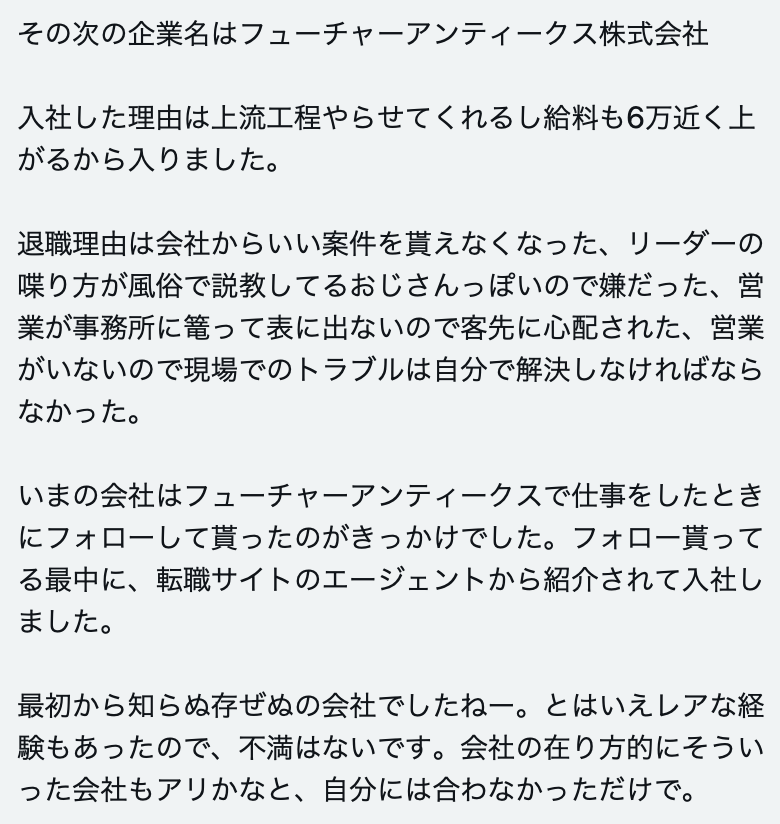 その次の企業名はフューチャーアンティークス株式会社
入社した理由は上流工程やらせてくれるし給料も6万近く上
がるから入りました。
退職理由は会社からいい案件を貰えなくなった、リーダーの
喋り方が風俗で説教してるおじさんっぽいので嫌だった、営
業が事務所に篭って表に出ないので客先に心配された、営業
がいないので現場でのトラブルは自分で解決しなければなら
なかった。
いまの会社はフューチャーアンティークスで仕事をしたとき
にフォローして貰ったのがきっかけでした。フォロー貰って
る最中に、転職サイトのエージェントから紹介されて入社し
ました。
最初から知らぬ存ぜぬの会社でしたねー。とはいえレアな経
験もあったので、不満はないです。会社の在り方的にそうい
った会社もアリかなと、自分には合わなかっただけで。